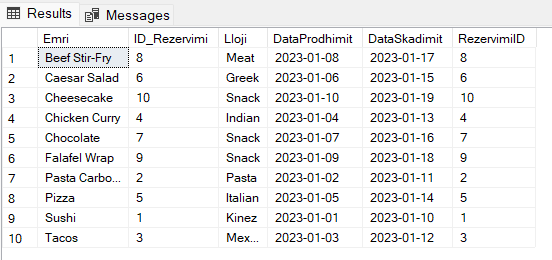 Results Messages
Emri ID_Rezervimi Lloji DataProdhimit DataSkadimit RezervimiID
1 Beef Stir-Fry 8 Meat 2023-01-08 2023-01-17 8
2 Caesar Salad 6 Greek 2023-01-06 2023-01-15 6
3 Cheesecake 10 Snack 2023-01-10 2023-01-19 10
4 Chicken Curry 4 Indian 2023-01-04 2023-01-13 4
5 Chocolate 7 Snack 2023-01-07 2023-01-16 7
6 Falafel Wrap 9 Snack 2023-01-09 2023-01-18 9
7 Pasta Carbo... 2 Pasta 2023-01-02 2023-01-11 2
8 Pizza 5 Italian 2023-01-05 2023-01-14 5
9 Sushi 1 Kinez 2023-01-01 2023-01-10 1
10 Tacos 3 Mex... 2023-01-03 2023-01-12 3